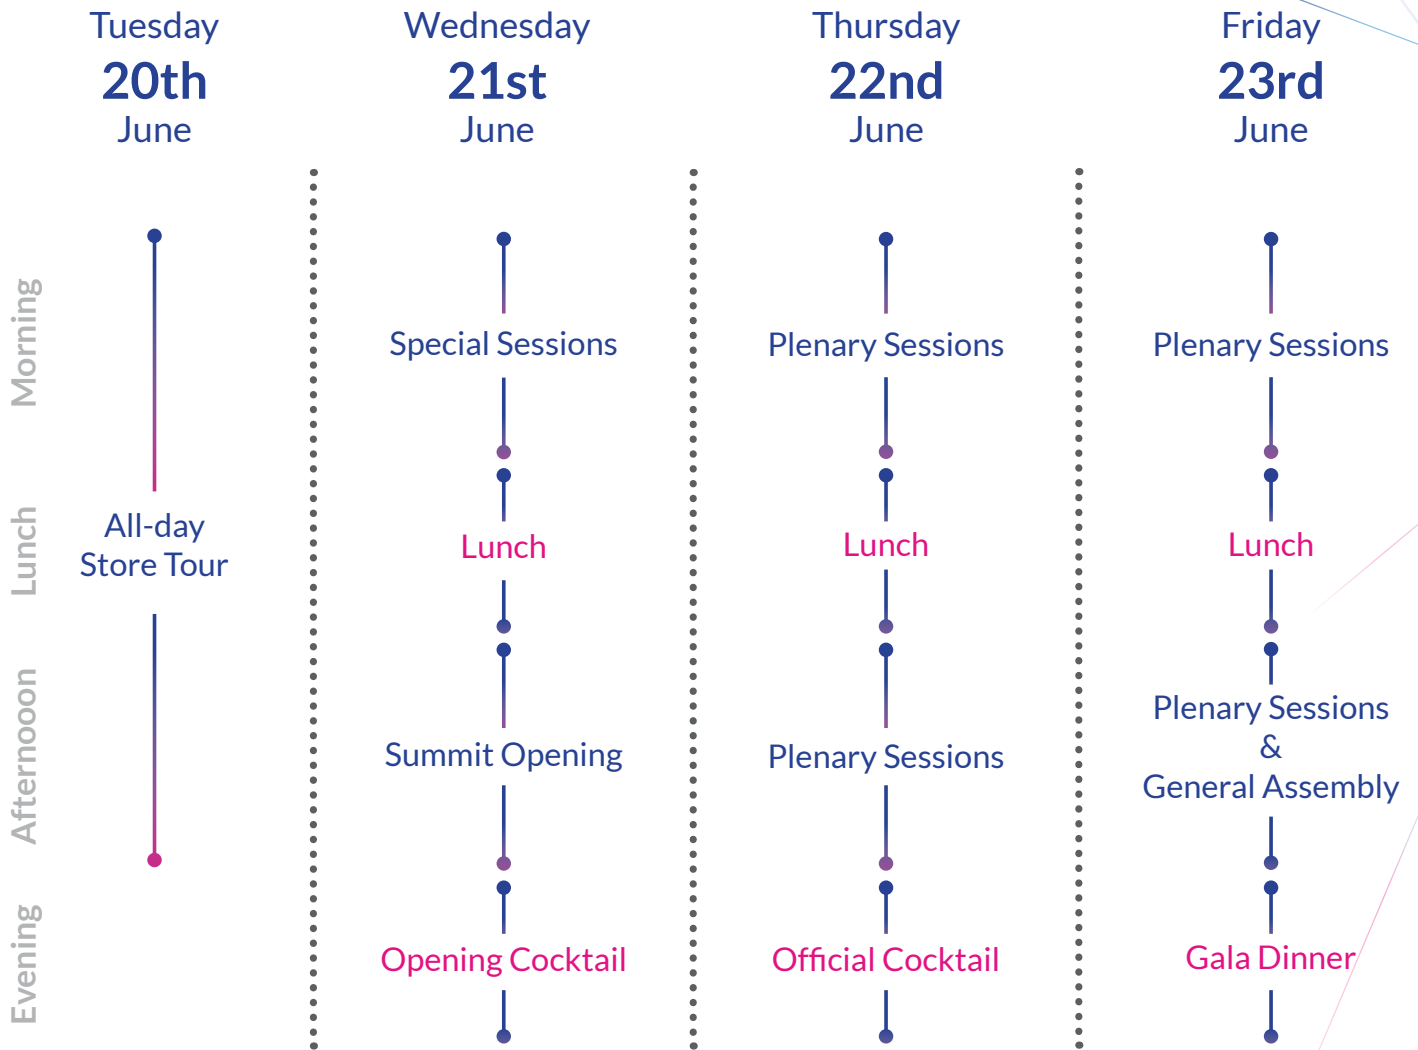 Tuesday
20th
June
Wednesday
21st
June
Thursday
22nd
June
Friday
23rd
June
Morning
Special Sessions
Plenary Sessions
Plenary Sessions
Lunch
All-day
Store Tour
Lunch
Lunch
Lunch
Afternooon
Summit Opening
Plenary Sessions
Plenary Sessions
&
General Assembly
Evening
Opening Cocktail
Official Cocktail
Gala Dinner